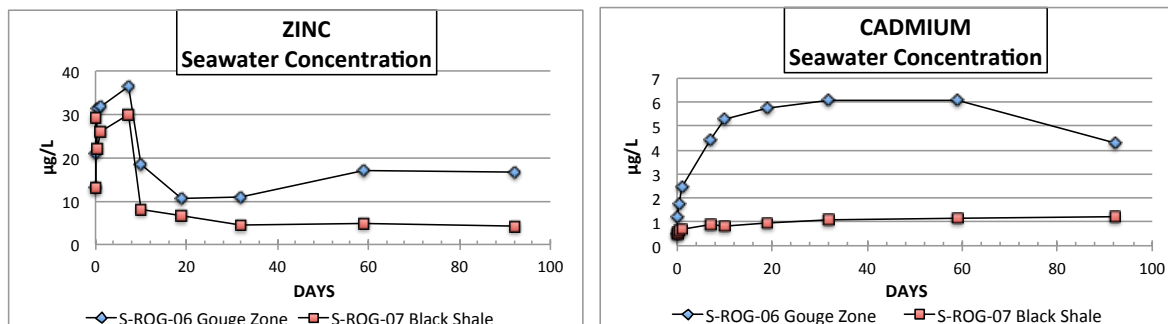 ZINC
Seawater Concentration
40
30
20
10
0
µg/L
0 20 40 60 80 100
DAYS
S-ROG-06 Gouge Zone S-ROG-07 Black Shale
CADMIUM
Seawater Concentration
7
6
5
4
3
2
1
0
µg/L
0 20 40 60 80 100
DAYS
S-ROG-06 Gouge Zone S-ROG-07 Black Shale